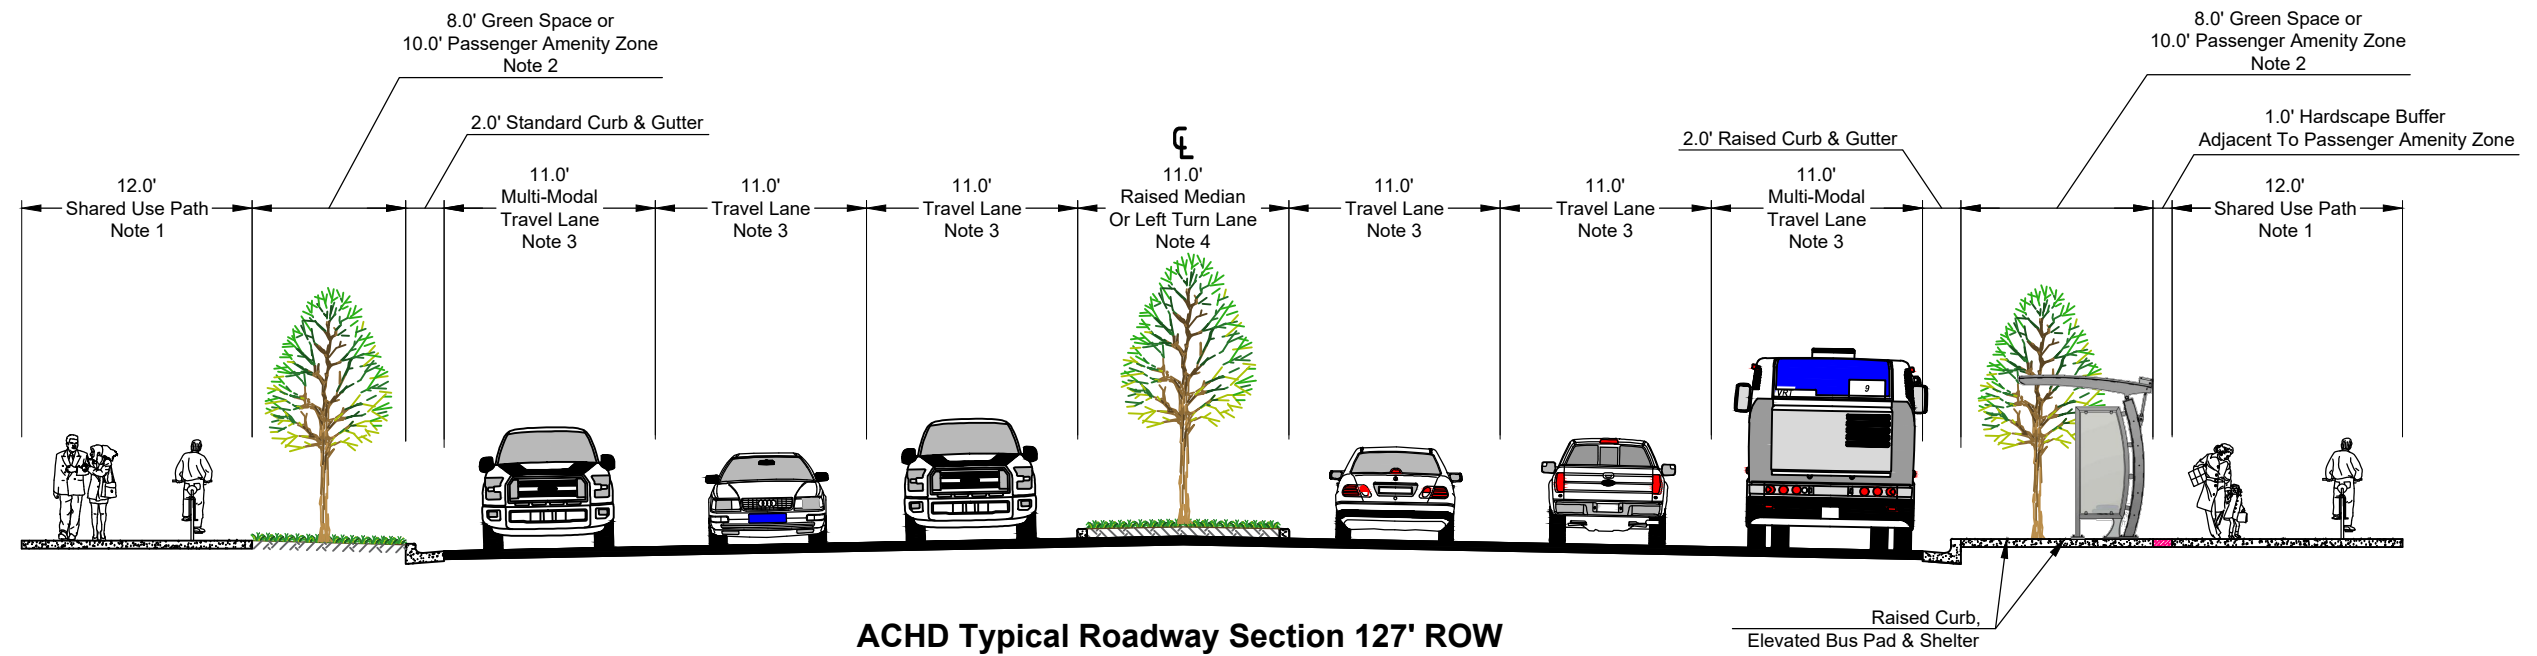 8.0' Green Space or
10.0' Passenger Amenity Zone
Note 2
2.0' Standard Curb & Gutter
12.0'
Shared Use Path
Note 1
11.0'
Multi-Modal
Travel Lane
Note 3
11.0'
Travel Lane
Note 3
11.0'
Travel Lane
Note 3
CL
11.0'
Raised Median
Or Left Turn Lane
Note 4
11.0'
Travel Lane
Note 3
11.0'
Travel Lane
Note 3
11.0'
Multi-Modal
Travel Lane
Note 3
2.0' Raised Curb & Gutter
8.0' Green Space or
10.0' Passenger Amenity Zone
Note 2
1.0' Hardscape Buffer
Adjacent To Passenger Amenity Zone
12.0'
Shared Use Path
Note 1
9
VRT
Raised Curb,
Elevated Bus Pad & Shelter
ACHD Typical Roadway Section 127' ROW